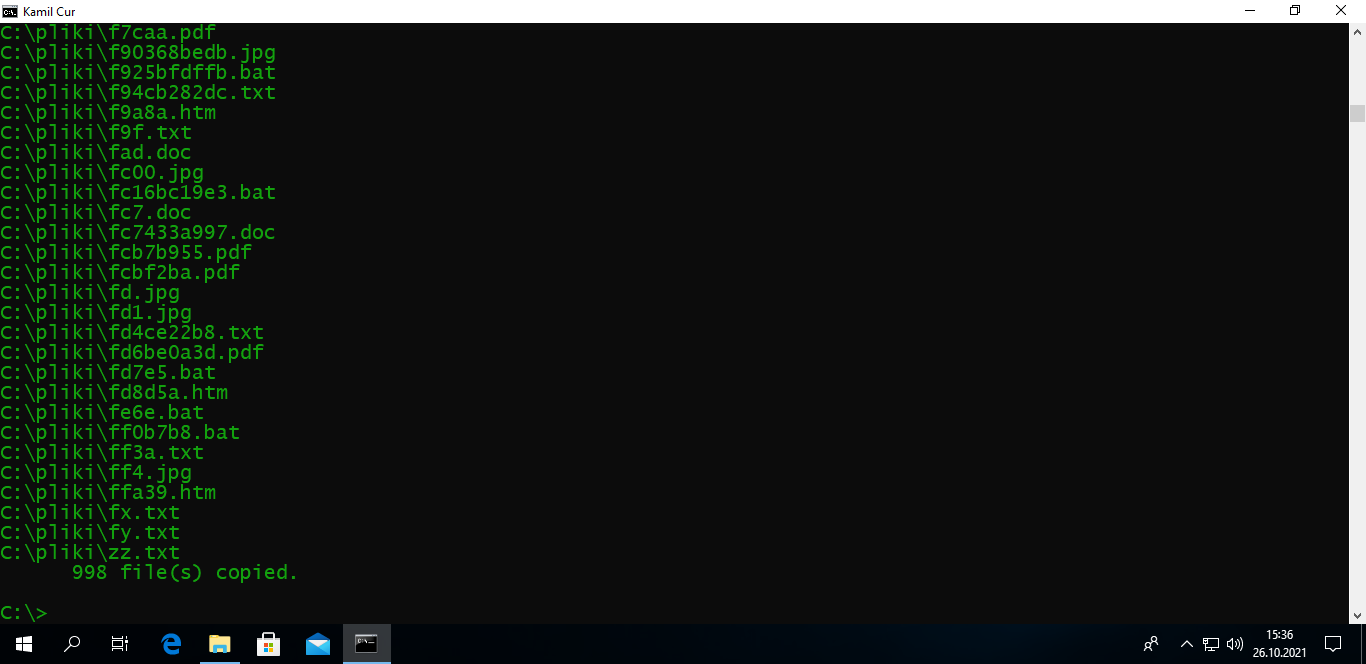 Kamil Cur
C:\pliki\f7caa.pdf
C:\pliki\f90368bedb.jpg
C:\pliki\f925bfdffb.bat
C:\pliki\f94cb282dc.txt
C:\pliki\f9a8a.htm
C:\pliki\f9f.txt
C:\pliki\fad.doc
C:\pliki\fc00.jpg
C:\pliki\fc16bc19e3.bat
C:\pliki\fc7.doc
C:\pliki\fc7433a997.doc
C:\pliki\fcb7b955.pdf
C:\pliki\fcbf2ba.pdf
C:\pliki\fd.jpg
C:\pliki\fd1.jpg
C:\pliki\fd4ce22b8.txt
C:\pliki\fd6be0a3d.pdf
C:\pliki\fd7e5.bat
C:\pliki\fd8d5a.htm
C:\pliki\fe6e.bat
C:\pliki\ff0b7b8.bat
C:\pliki\ff3a.txt
C:\pliki\ff4.jpg
C:\pliki\ffa39.htm
C:\pliki\fx.txt
C:\pliki\fy.txt
C:\pliki\zz.txt
998 file(s) copied.
C:\>
15:36
26.10.2021